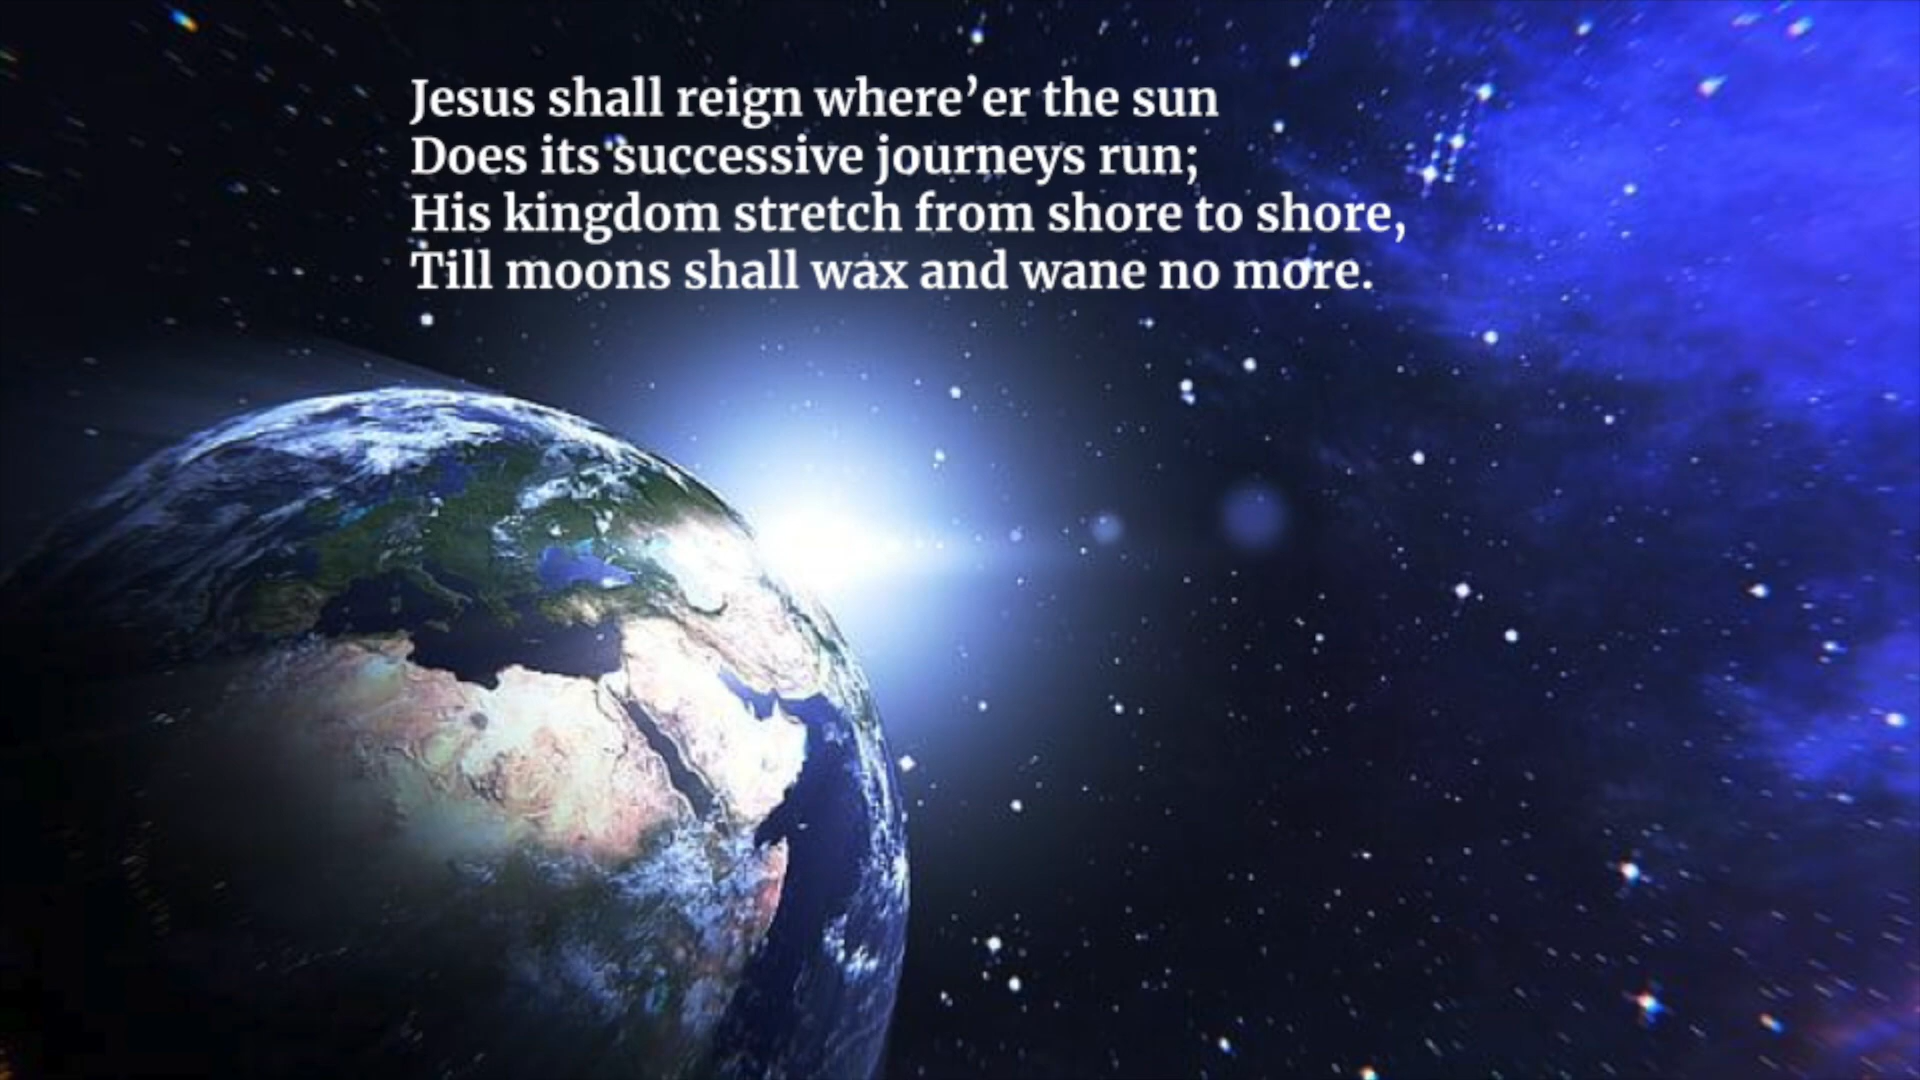 Jesus shall reign where’er the sun
Does its successive journeys run;
His kingdom stretch from shore to shore,
Till moons shall wax and wane no more.